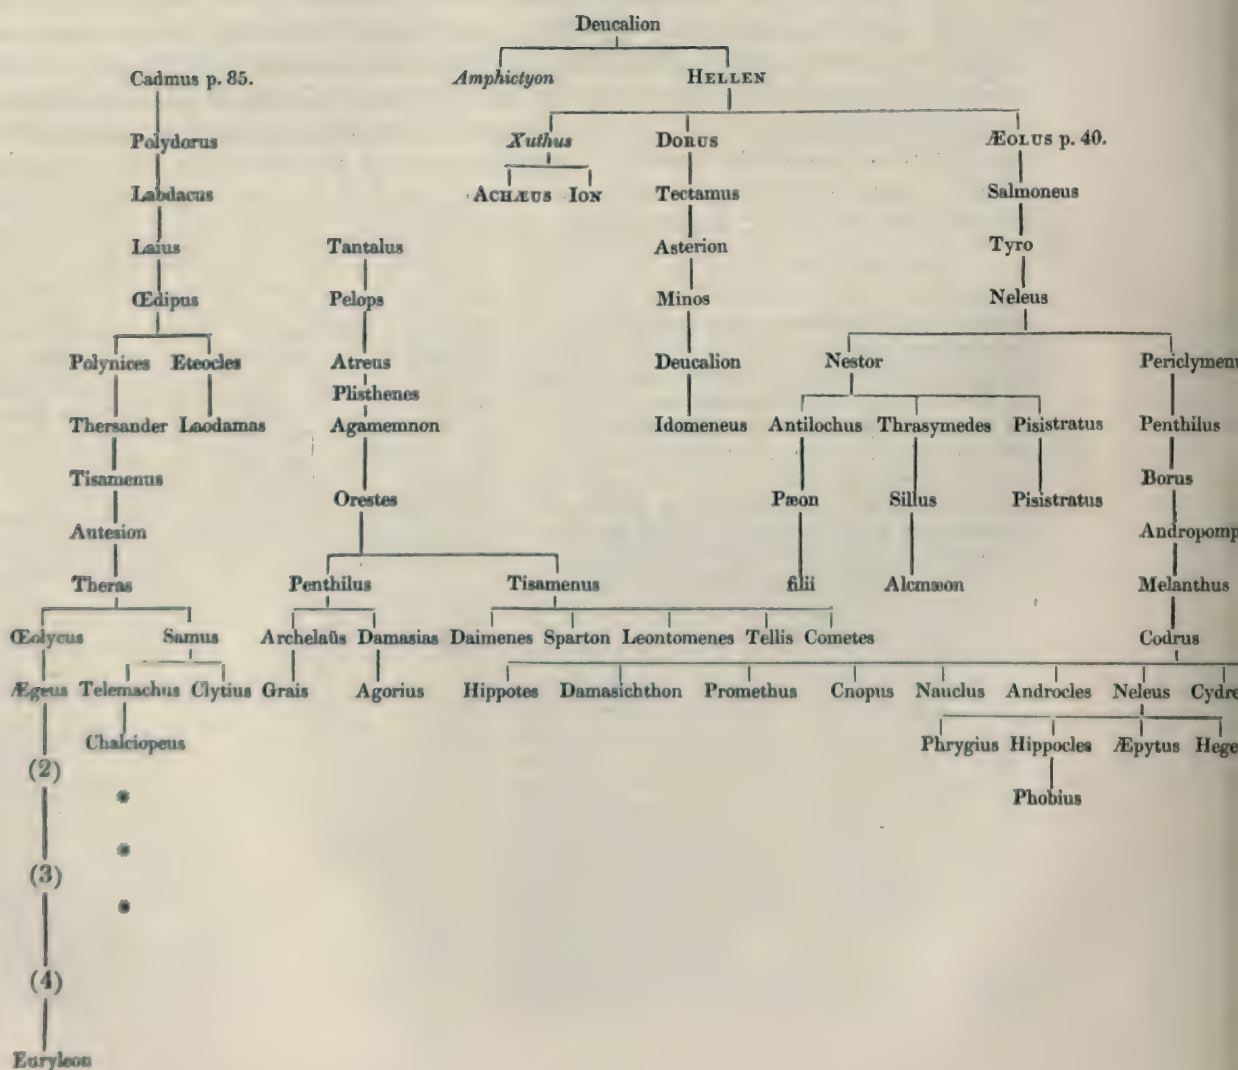 Deucalion
Cadmus p. 85. Amphictyon HELLEN
Polydorus Xuthus DORUS ÆOLUS p. 40.
Labdacus ACHÆUS ION Tectamus Salmoneus
Laius Tantalus Asterion Tyro
Œdipus Pelops Minos Neleus
Polynices Eteocles Atreus Deucalion Nestor Periclymenu
Plisthenes
Thersander Laodamas Agamemnon Idomeneus Antilochus Thrasymedes Pisistratus Penthilus
Tisamenus Orestes Pæon Sillus Pisistratus Borus
Autesion Andropomp
Theras Penthilus Tisamenus filii Alcmæon Melanthus
Œolycus Samus Archelaüs Damasias Daimenes Sparton Leontomenes Tellis Cometes Codrus
Ægeus Telemachus Clytius Grais Agorius Hippotes Damasichthon Promethus Cnopus Nauclus Androcles Neleus Cydre
Chalciopeus Phrygius Hippocles Æpytus Hege
(2)
Phobius
(3)
(4)
Euryleon